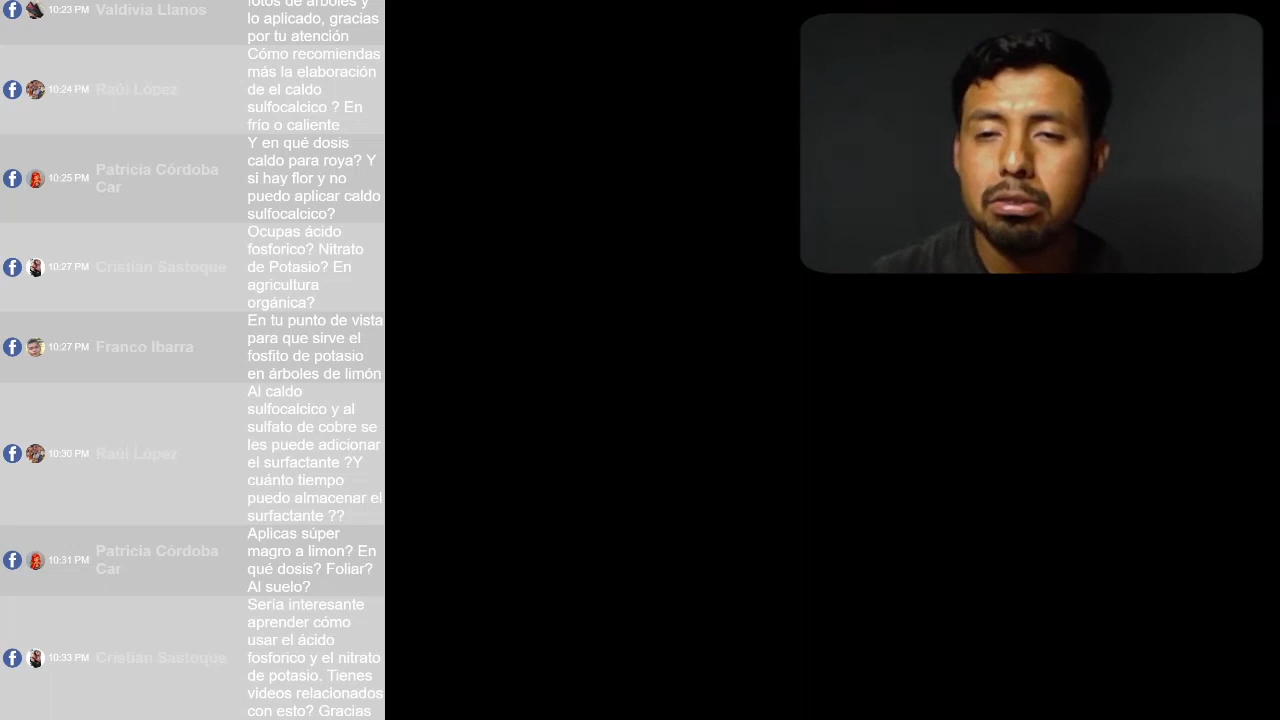 10:23 PM Valdivia Llanos
fotos de árboles y
lo aplicado, gracias
por tu atención
10:24 PM Raúl López
Cómo recomiendas
más la elaboración
de el caldo
sulfocalcico ? En
frío o caliente
10:25 PM Patricia Córdoba
Car
Y en qué dosis
caldo para roya? Y
si hay flor y no
puedo aplicar caldo
sulfocalcico?
10:27 PM Cristian Sastoque
Ocupas ácido
fosforico? Nitrato
de Potasio? En
agricultura
orgánica?
10:27 PM Franco Ibarra
En tu punto de vista
para que sirve el
fosfito de potasio
en árboles de limón
10:30 PM Raúl López
Al caldo
sulfocalcico y al
sulfato de cobre se
les puede adicionar
el surfactante ?Y
cuánto tiempo
puedo almacenar el
surfactante ??
10:31 PM Patricia Córdoba
Car
Aplicas súper
magro a limon? En
qué dosis? Foliar?
Al suelo?
10:33 PM Cristian Sastoque
Sería interesante
aprender cómo
usar el ácido
fosforico y el nitrato
de potasio. Tienes
videos relacionados
con esto? Gracias